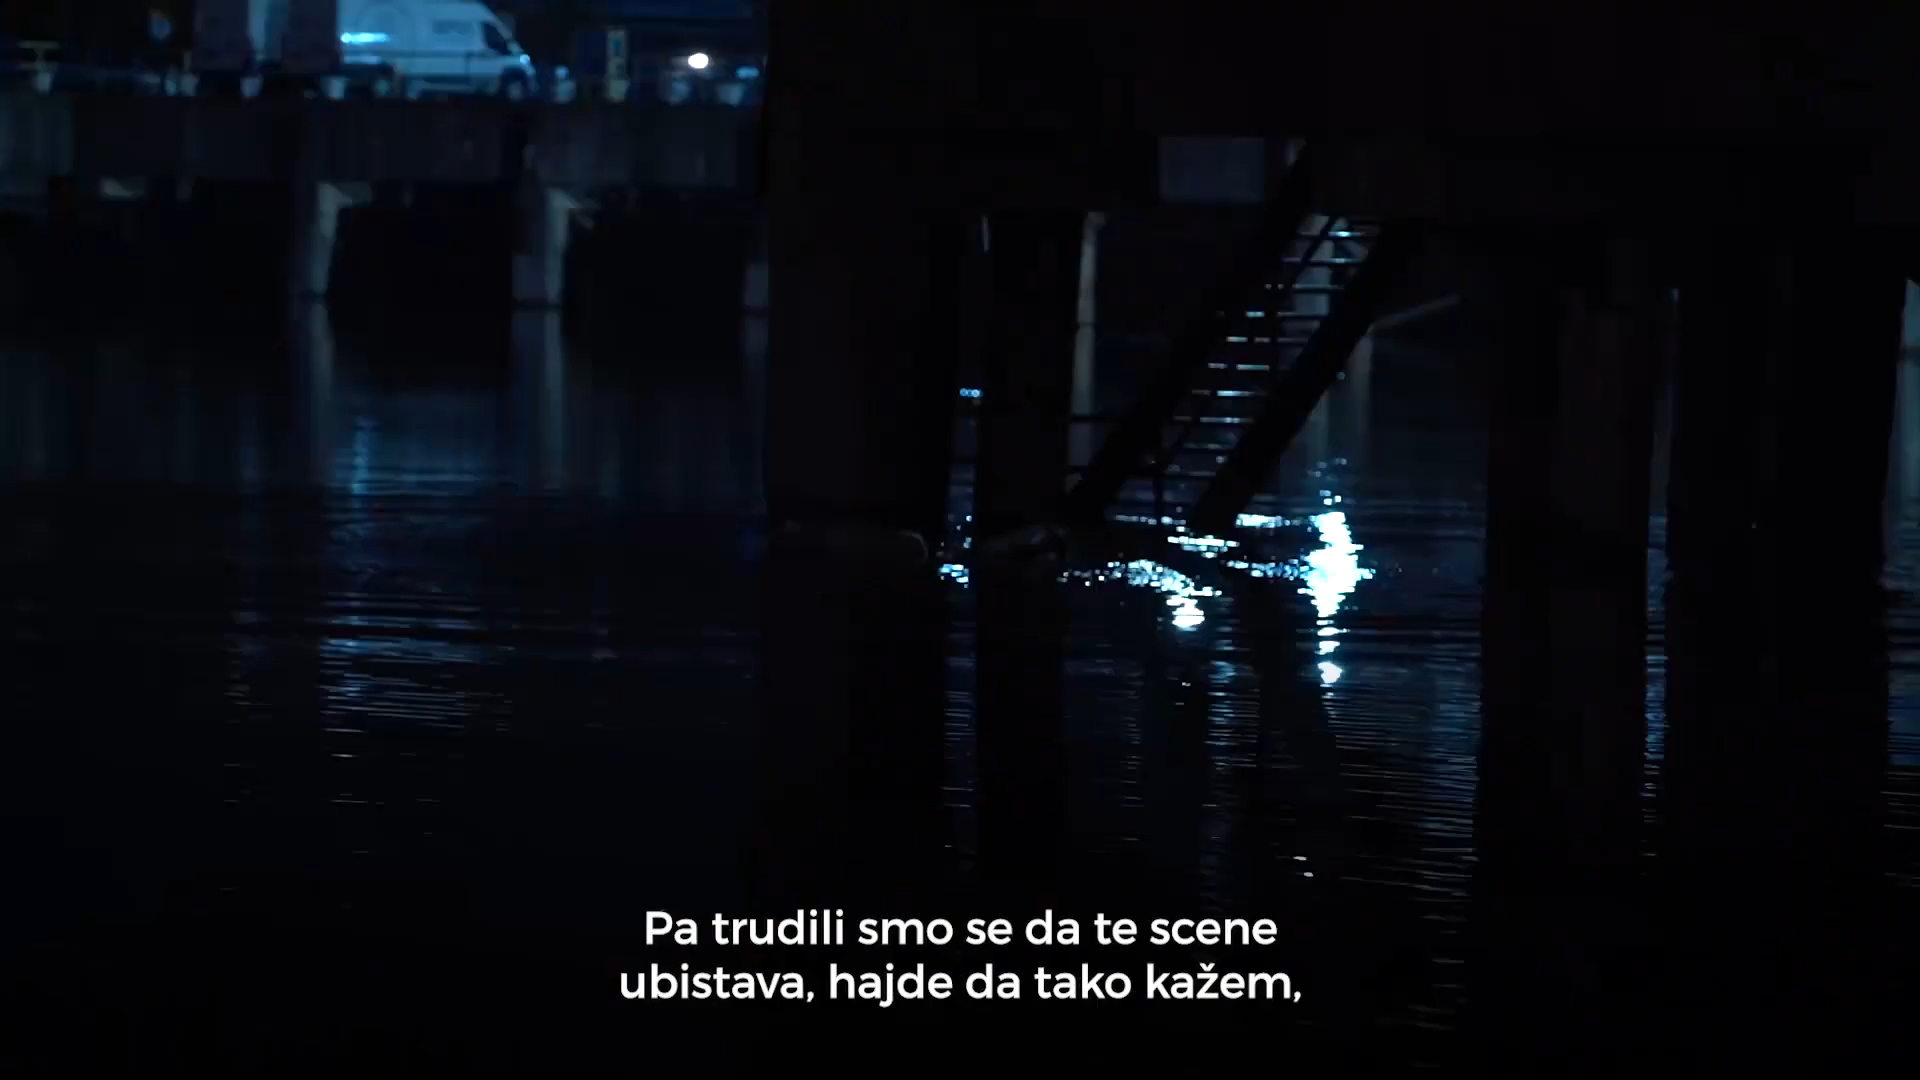 Pa trudili smo se da te scene
ubistava, hajde da tako kažem,